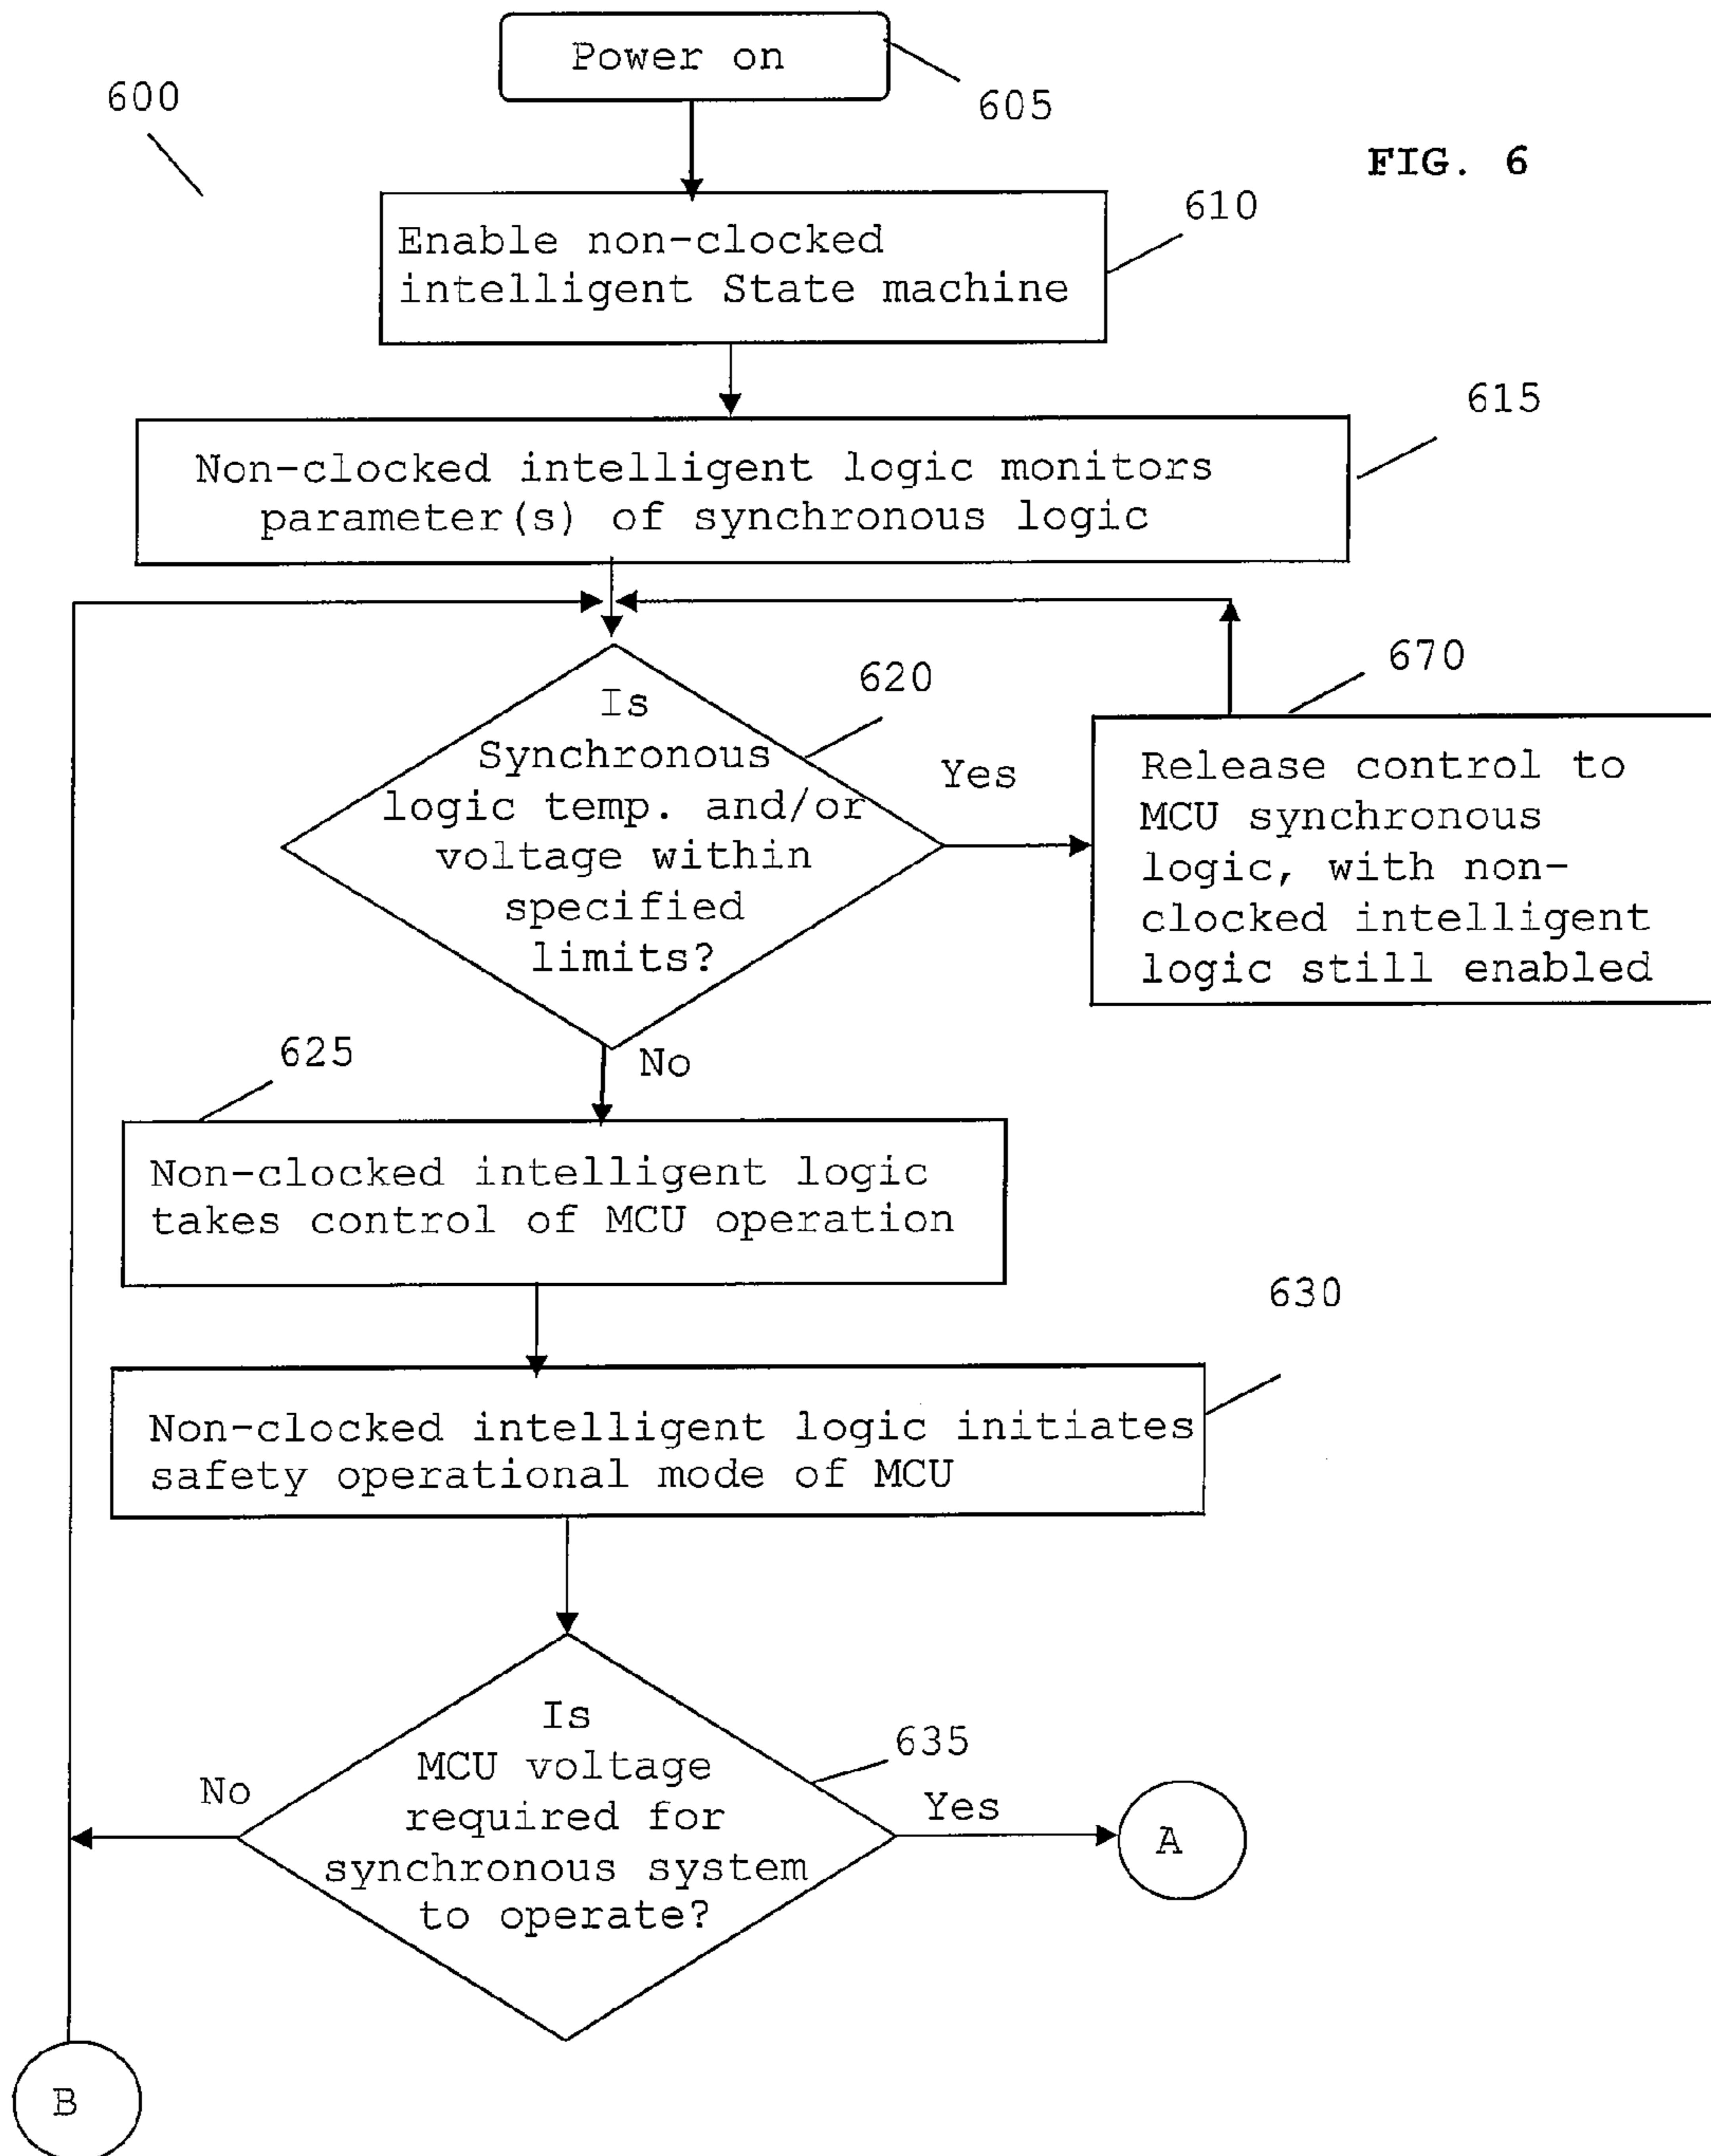 Power on
600
605
FIG. 6
610
Enable non-clocked
intelligent State machine
615
Non-clocked intelligent logic monitors
parameter(s) of synchronous logic
620
670
Is
Synchronous
logic temp. and/or
voltage within
specified
limits?
Yes
Release control to
MCU synchronous
logic, with non-
clocked intelligent
logic still enabled
No
625
Non-clocked intelligent logic
takes control of MCU operation
630
Non-clocked intelligent logic initiates
safety operational mode of MCU
635
Is
MCU voltage
required for
synchronous system
to operate?
No
Yes
A
B